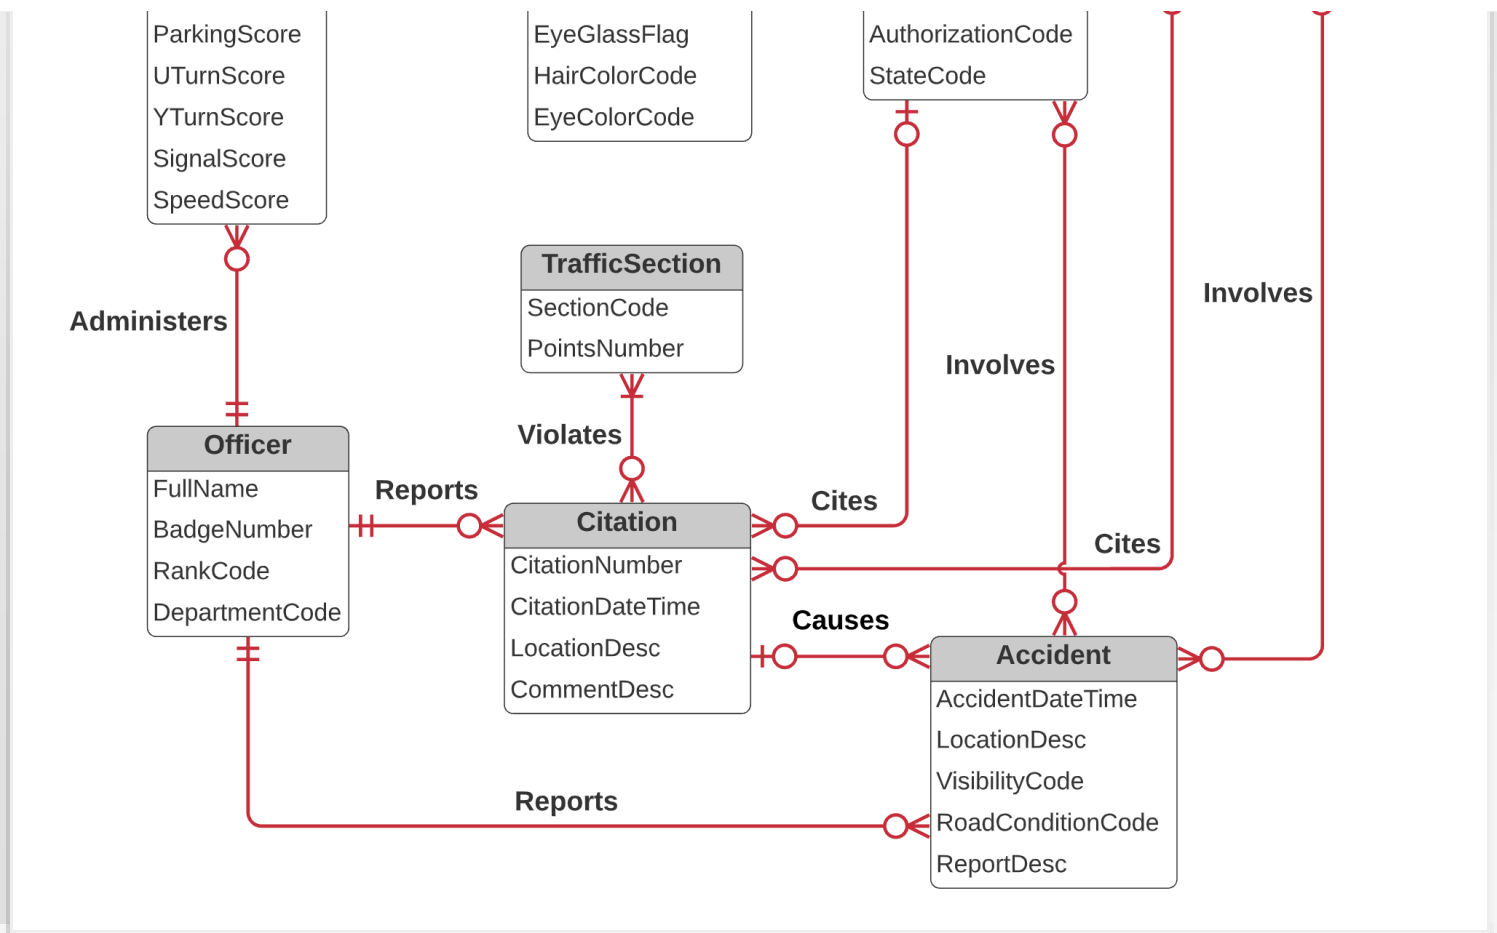 ParkingScore
UTurnScore
YTurnScore
SignalScore
SpeedScore
EyeGlassFlag
HairColorCode
EyeColorCode
AuthorizationCode
StateCode
TrafficSection
SectionCode
PointsNumber
Administers
Involves
Involves
Violates
Officer
FullName
BadgeNumber
RankCode
DepartmentCode
Reports
Citation
CitationNumber
CitationDateTime
LocationDesc
CommentDesc
Cites
Cites
Causes
Accident
AccidentDateTime
LocationDesc
VisibilityCode
RoadConditionCode
ReportDesc
Reports